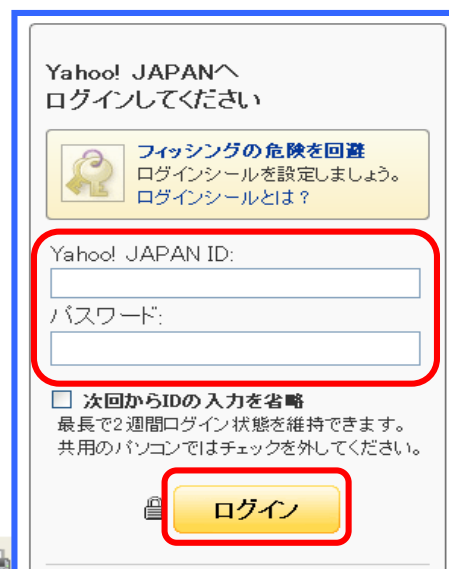 Yahoo! JAPANへ
ログインしてください
フィッシングの危険を回避
ログインシールを設定しましょう。
ログインシールとは？
Yahoo! JAPAN ID:
パスワード:
次回からIDの入力を省略
最長で2週間ログイン状態を維持できます。
共用のパソコンではチェックを外してください。
ログイン